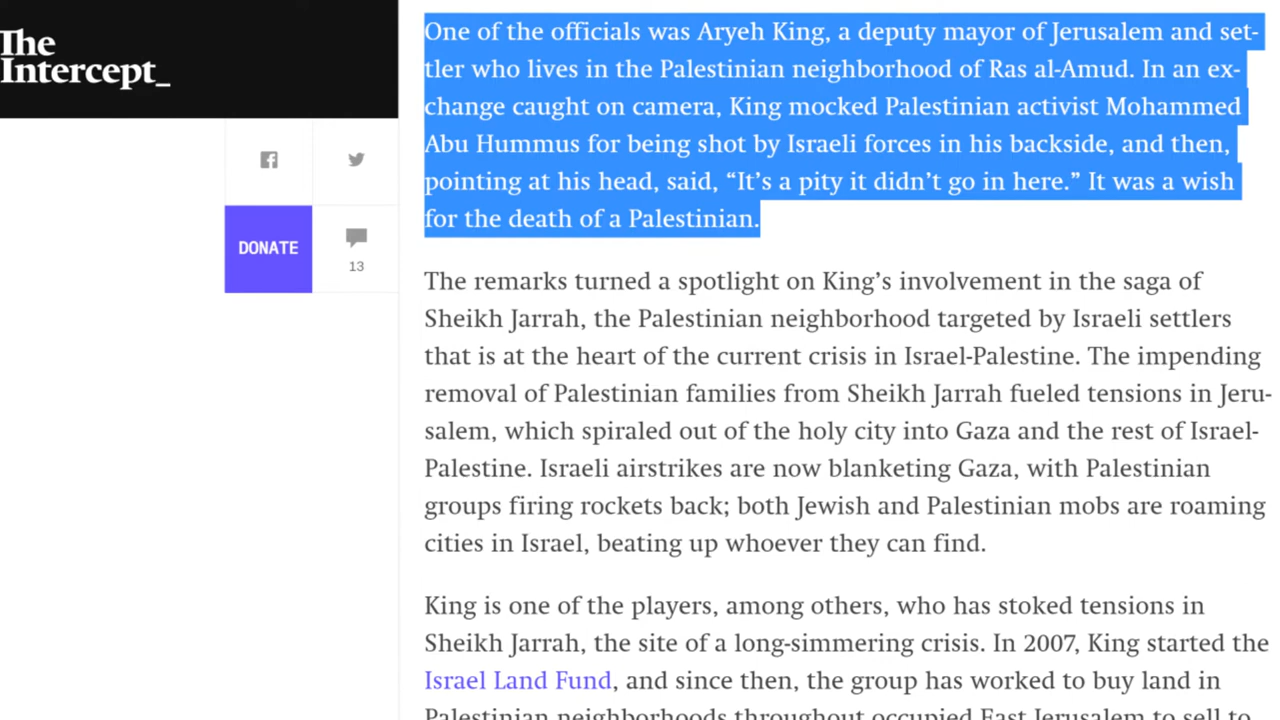 The
Intercept_
One of the officials was Aryeh King, a deputy mayor of Jerusalem and set-
tler who lives in the Palestinian neighborhood of Ras al-Amud. In an ex-
change caught on camera, King mocked Palestinian activist Mohammed
Abu Hummus for being shot by Israeli forces in his backside, and then,
pointing at his head, said, “It’s a pity it didn’t go in here.” It was a wish
for the death of a Palestinian.
DONATE
13
The remarks turned a spotlight on King’s involvement in the saga of
Sheikh Jarrah, the Palestinian neighborhood targeted by Israeli settlers
that is at the heart of the current crisis in Israel-Palestine. The impending
removal of Palestinian families from Sheikh Jarrah fueled tensions in Jeru-
salem, which spiraled out of the holy city into Gaza and the rest of Israel-
Palestine. Israeli airstrikes are now blanketing Gaza, with Palestinian
groups firing rockets back; both Jewish and Palestinian mobs are roaming
cities in Israel, beating up whoever they can find.
King is one of the players, among others, who has stoked tensions in
Sheikh Jarrah, the site of a long-simmering crisis. In 2007, King started the
Israel Land Fund, and since then, the group has worked to buy land in
Palestinian neighborhoods throughout occupied East Jerusalem to sell to